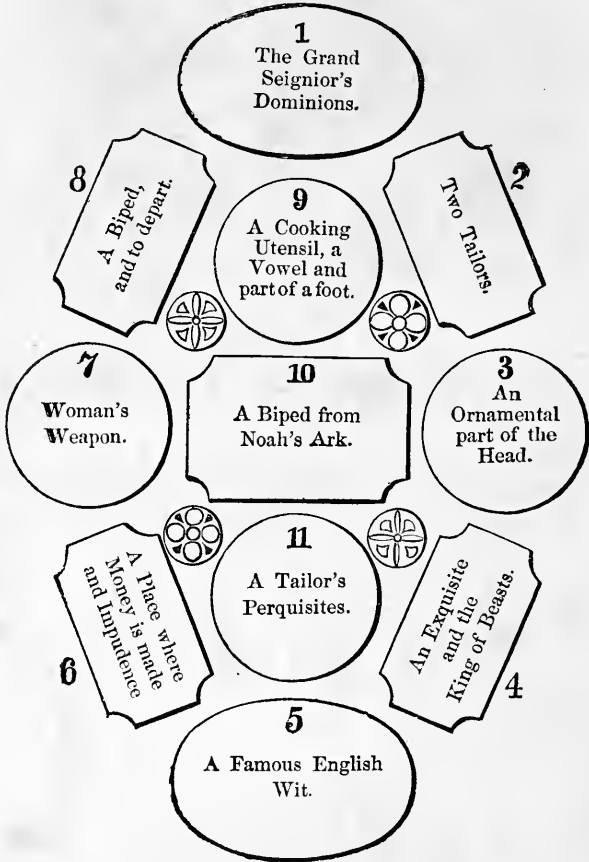 1
The Grand
Seignior's
Dominions.
8
A Biped,
and to depart.
9
A Cooking
Utensil, a
Vowel and
part of a foot.
2
Two Tailors.
7
Woman's
Weapon.
10
A Biped from
Noah's Ark.
3
An
Ornamental
part of the
Head.
6
A Place where
Money is made
and Impudence
11
A Tailor's
Perquisites.
An Exquisite
and the
King of Beasts.
4
5
A Famous English
Wit.